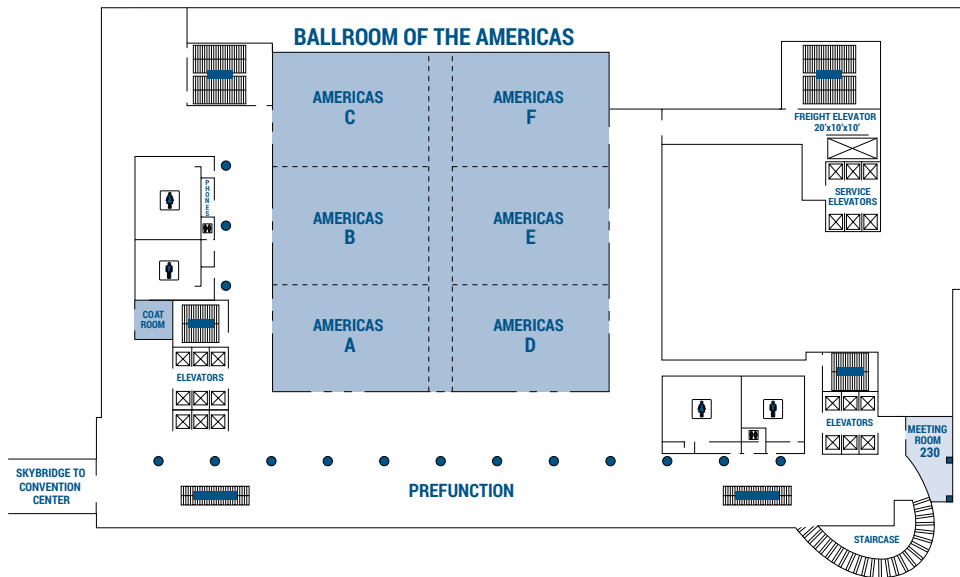 BALLROOM OF THE AMERICAS
AMERICAS
C
AMERICAS
F
FREIGHT ELEVATOR
20'x10'x10'
PHONES
SERVICE
ELEVATORS
AMERICAS
B
AMERICAS
E
COAT
ROOM
AMERICAS
A
AMERICAS
D
ELEVATORS
ELEVATORS
MEETING
ROOM
230
SKYBRIDGE TO
CONVENTION
CENTER
PREFUNCTION
STAIRCASE